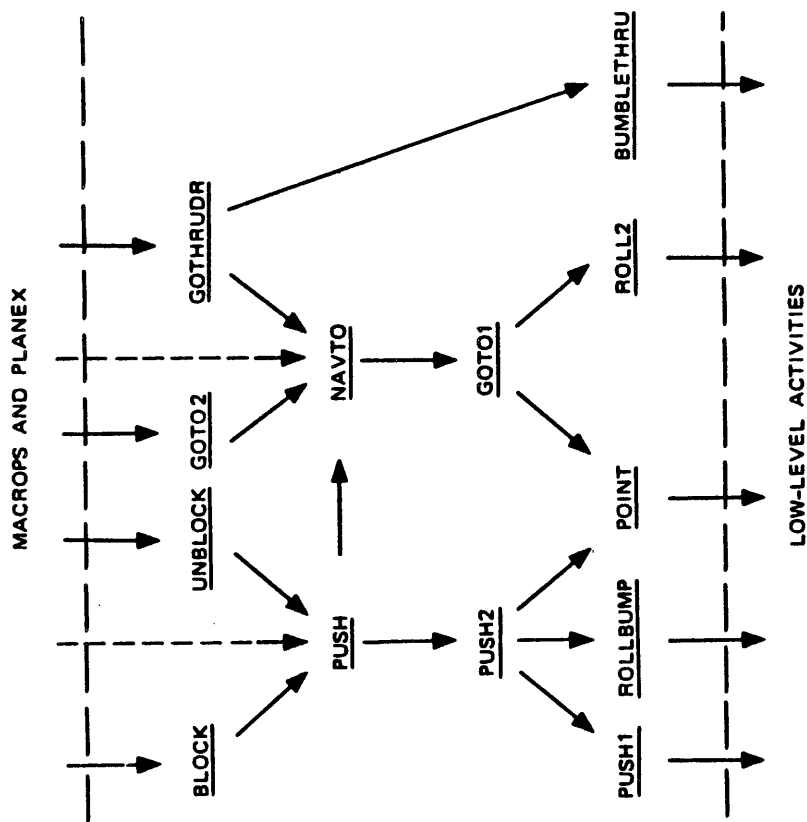 MACROPS AND PLANEX
BLOCK
UNBLOCK
GOTO2
GOTHRUDR
PUSH
NAVTO
PUSH2
GOTO1
PUSH1
ROLLBUMP
POINT
ROLL2
BUMBLETHRU
LOW-LEVEL ACTIVITIES